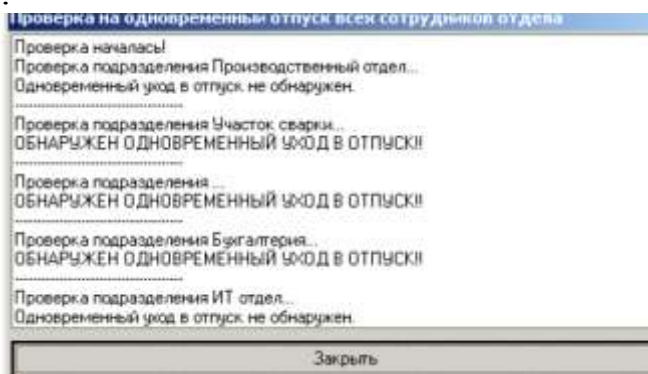 :
Проверка на одновременный отпуск всех сотрудников отдела
Проверка началась!
Проверка подразделения Производственный отдел...
Одновременный уход в отпуск не обнаружен.
----------------------------------------
Проверка подразделения Участок сварки...
ОБНАРУЖЕН ОДНОВРЕМЕННЫЙ УХОД В ОТПУСК!!
----------------------------------------
Проверка подразделения ...
ОБНАРУЖЕН ОДНОВРЕМЕННЫЙ УХОД В ОТПУСК!!
----------------------------------------
Проверка подразделения Бухгалтерия...
ОБНАРУЖЕН ОДНОВРЕМЕННЫЙ УХОД В ОТПУСК!!
----------------------------------------
Проверка подразделения ИТ отдел...
Одновременный уход в отпуск не обнаружен.
Закрыть